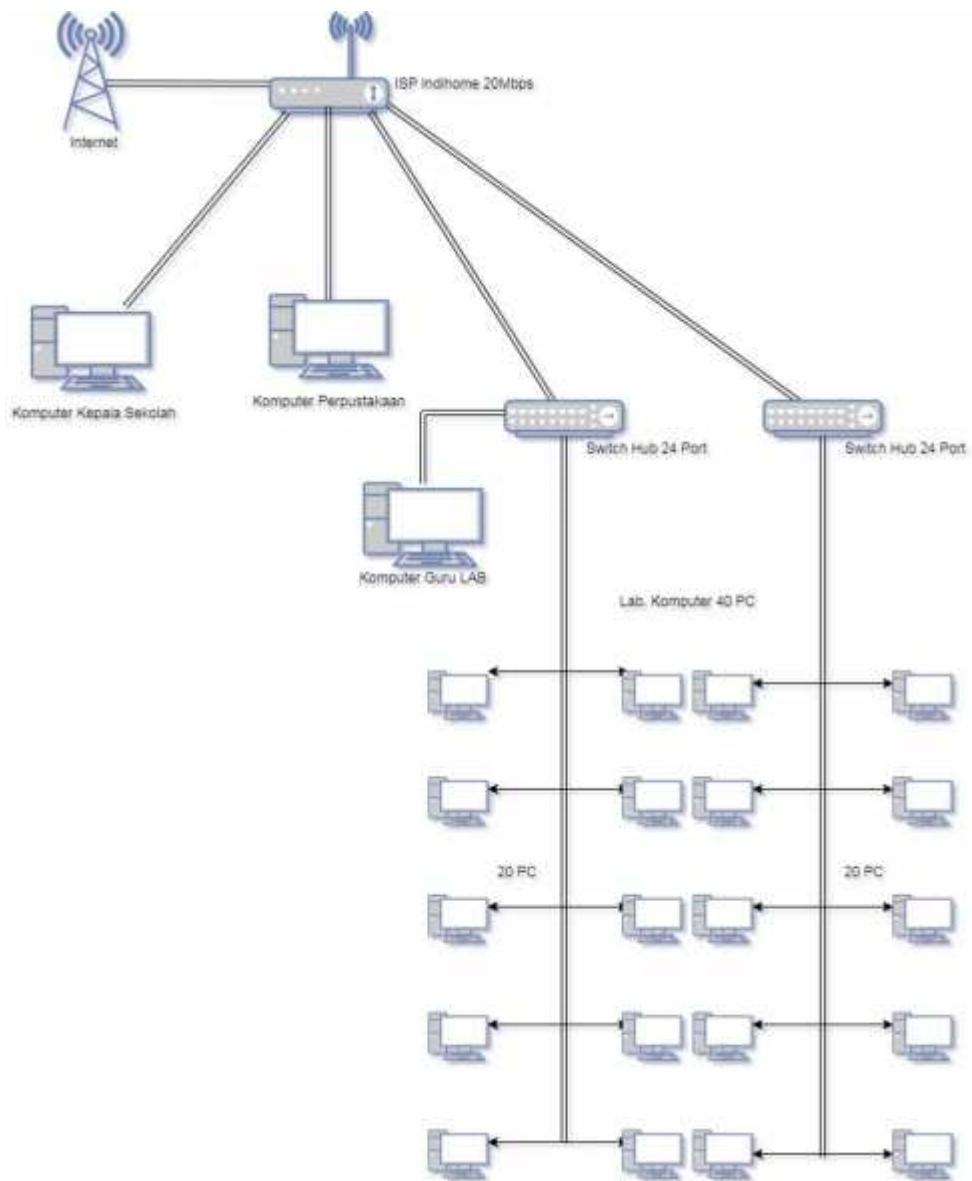 ISP Indihome 20Mbps
Internet
Komputer Kepala Sekolah
Komputer Perpustakaan
Switch Hub 24 Port
Switch Hub 24 Port
Komputer Guru LAB
Lab. Komputer 40 PC
20 PC
20 PC